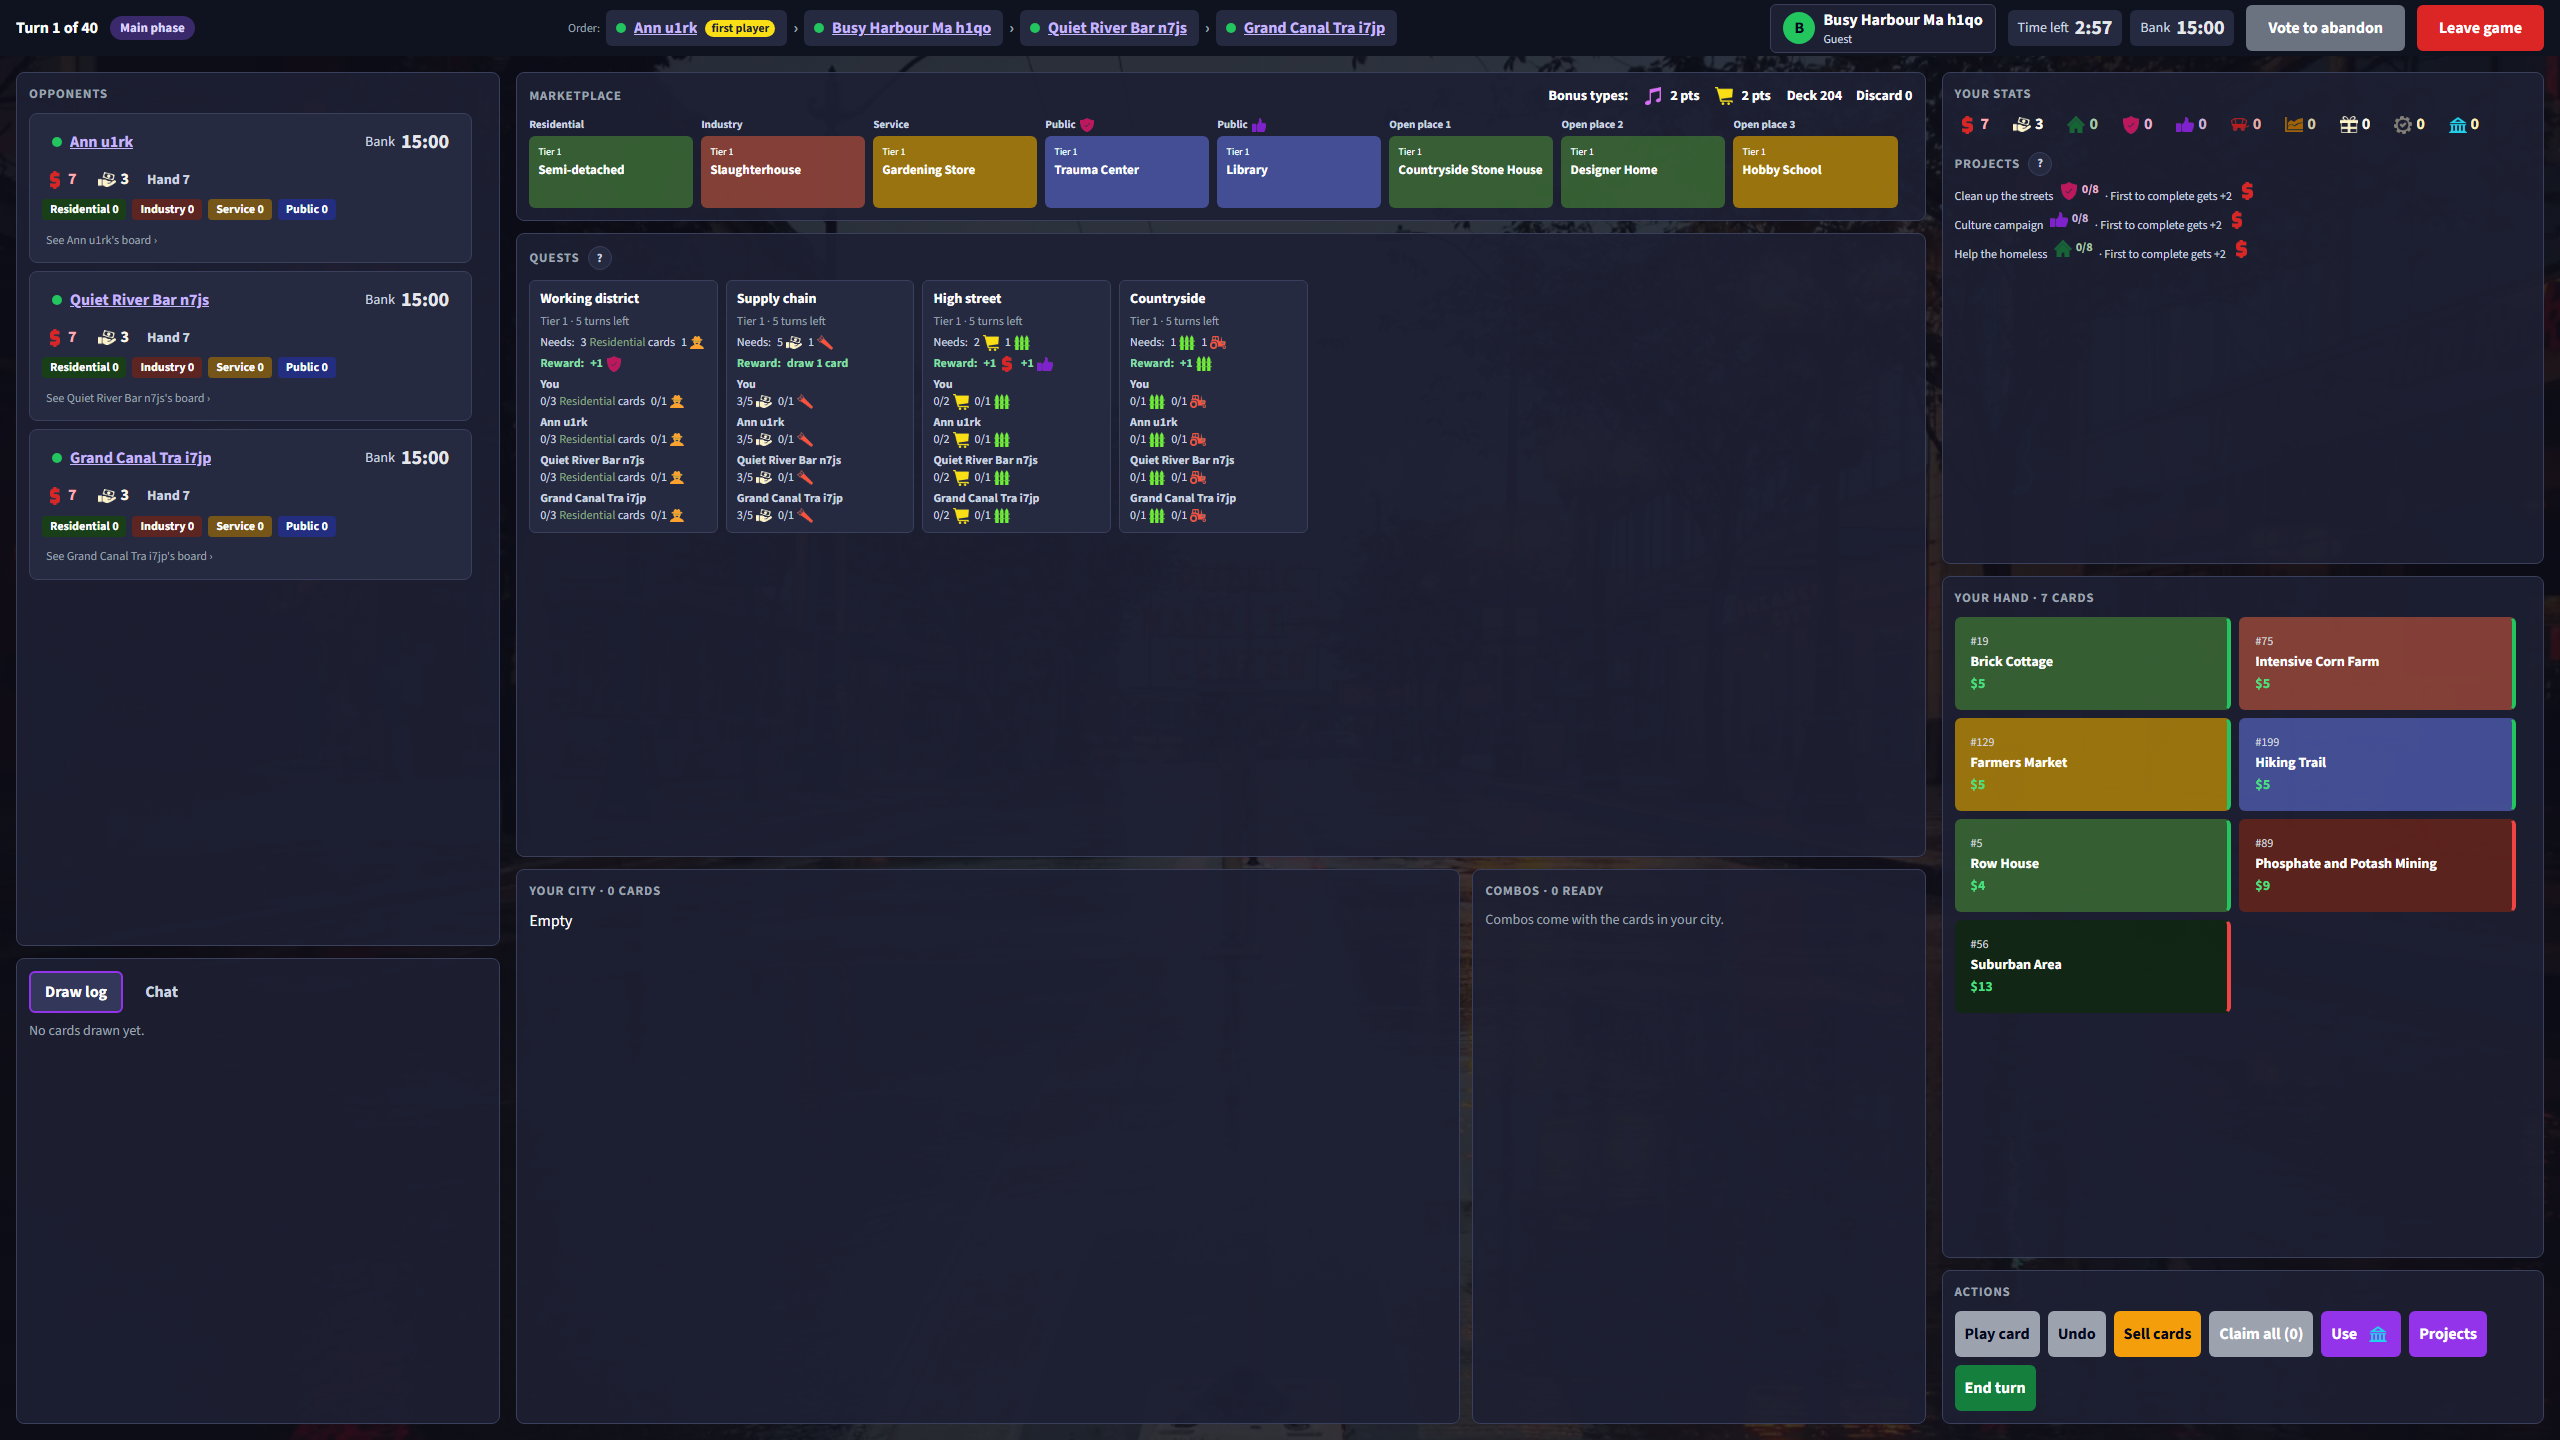 Turn 1 of 40 Main phase
Order: Ann u1rk first player › Busy Harbour Ma h1qo › Quiet River Bar n7js › Grand Canal Tra i7jp
B Busy Harbour Ma h1qo
Guest
Time left 2:57 Bank 15:00 Vote to abandon Leave game
OPPONENTS
Ann u1rk Bank 15:00
7 3 Hand 7
Residential 0 Industry 0 Service 0 Public 0
See Ann u1rk's board ›
Quiet River Bar n7js Bank 15:00
7 3 Hand 7
Residential 0 Industry 0 Service 0 Public 0
See Quiet River Bar n7js's board ›
Grand Canal Tra i7jp Bank 15:00
7 3 Hand 7
Residential 0 Industry 0 Service 0 Public 0
See Grand Canal Tra i7jp's board ›
Draw log Chat
No cards drawn yet.
MARKETPLACE
Bonus types: 2 pts 2 pts Deck 204 Discard 0
Residential
Tier 1
Semi-detached
Industry
Tier 1
Slaughterhouse
Service
Tier 1
Gardening Store
Public
Tier 1
Trauma Center
Public
Tier 1
Library
Open place 1
Tier 1
Countryside Stone House
Open place 2
Tier 1
Designer Home
Open place 3
Tier 1
Hobby School
QUESTS ?
Working district
Tier 1 · 5 turns left
Needs: 3 Residential cards 1
Reward: +1
You
0/3 Residential cards 0/1
Ann u1rk
0/3 Residential cards 0/1
Quiet River Bar n7js
0/3 Residential cards 0/1
Grand Canal Tra i7jp
0/3 Residential cards 0/1
Supply chain
Tier 1 · 5 turns left
Needs: 5 1
Reward: draw 1 card
You
3/5 0/1
Ann u1rk
3/5 0/1
Quiet River Bar n7js
3/5 0/1
Grand Canal Tra i7jp
3/5 0/1
High street
Tier 1 · 5 turns left
Needs: 2 1
Reward: +1 +1
You
0/2 0/1
Ann u1rk
0/2 0/1
Quiet River Bar n7js
0/2 0/1
Grand Canal Tra i7jp
0/2 0/1
Countryside
Tier 1 · 5 turns left
Needs: 1 1
Reward: +1
You
0/1 0/1
Ann u1rk
0/1 0/1
Quiet River Bar n7js
0/1 0/1
Grand Canal Tra i7jp
0/1 0/1
YOUR CITY · 0 CARDS
Empty
COMBOS · 0 READY
Combos come with the cards in your city.
YOUR STATS
7 3 0 0 0 0 0 0 0 0
PROJECTS ?
Clean up the streets 0/8 · First to complete gets +2
Culture campaign 0/8 · First to complete gets +2
Help the homeless 0/8 · First to complete gets +2
YOUR HAND · 7 CARDS
#19
Brick Cottage
$5
#75
Intensive Corn Farm
$5
#129
Farmers Market
$5
#199
Hiking Trail
$5
#5
Row House
$4
#89
Phosphate and Potash Mining
$9
#56
Suburban Area
$13
ACTIONS
Play card Undo Sell cards Claim all (0) Use Projects
End turn